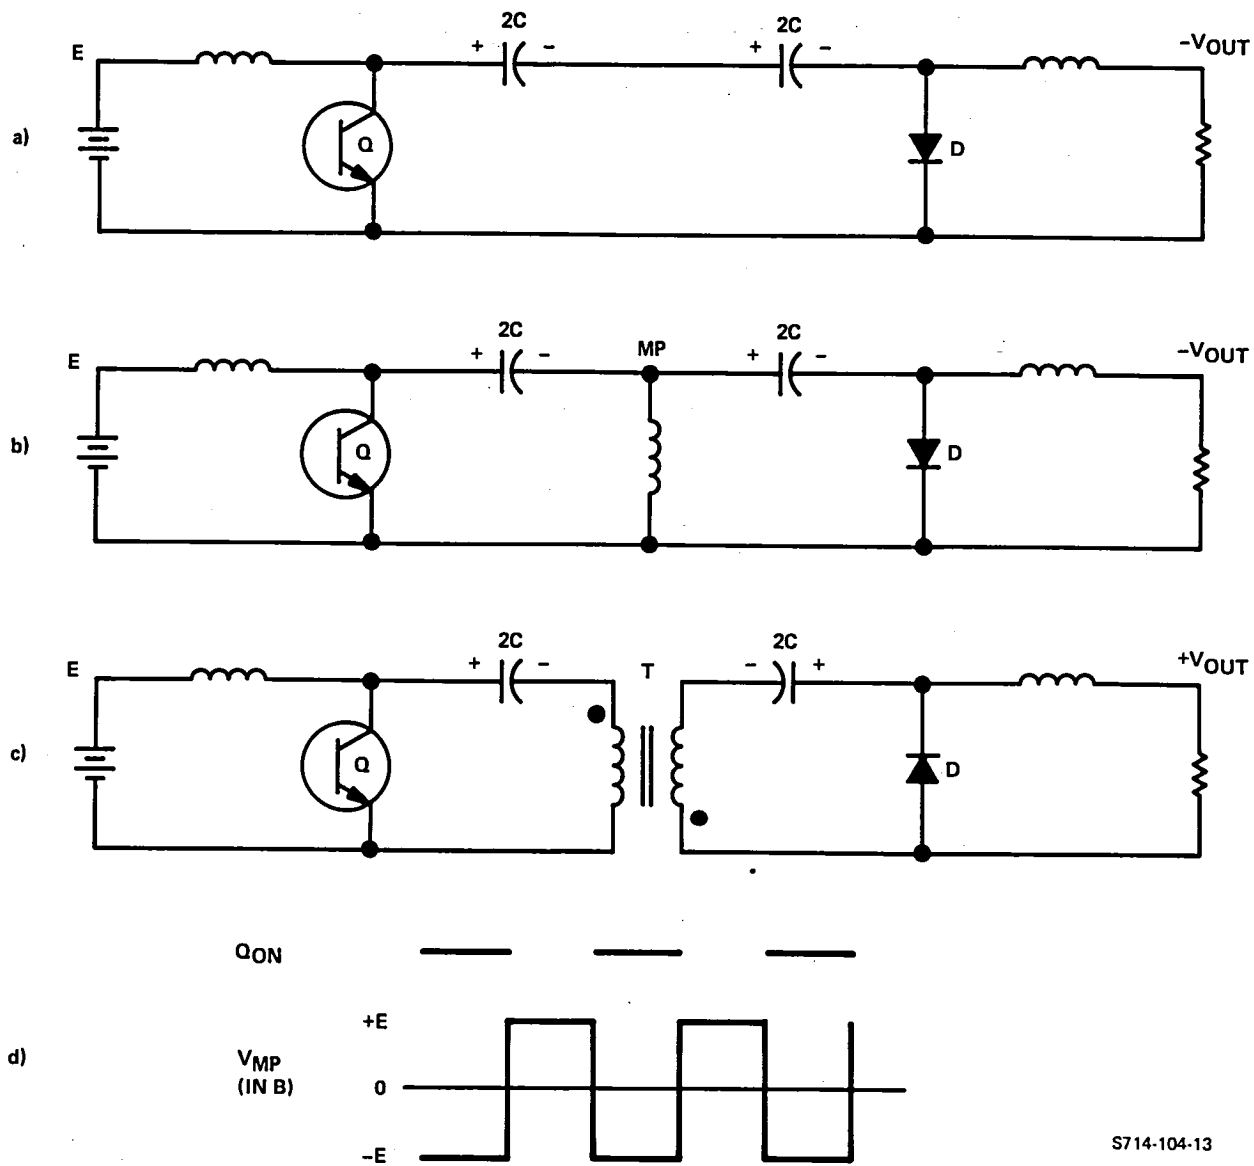 2C 2C
E + - + - -VOUT
a) Q D
2C 2C
E + - MP + - -VOUT
b) Q D
2C 2C
E + - T - + +VOUT
c) Q D
QON
+E
d) VMP
(IN B) 0
-E
S714-104-13